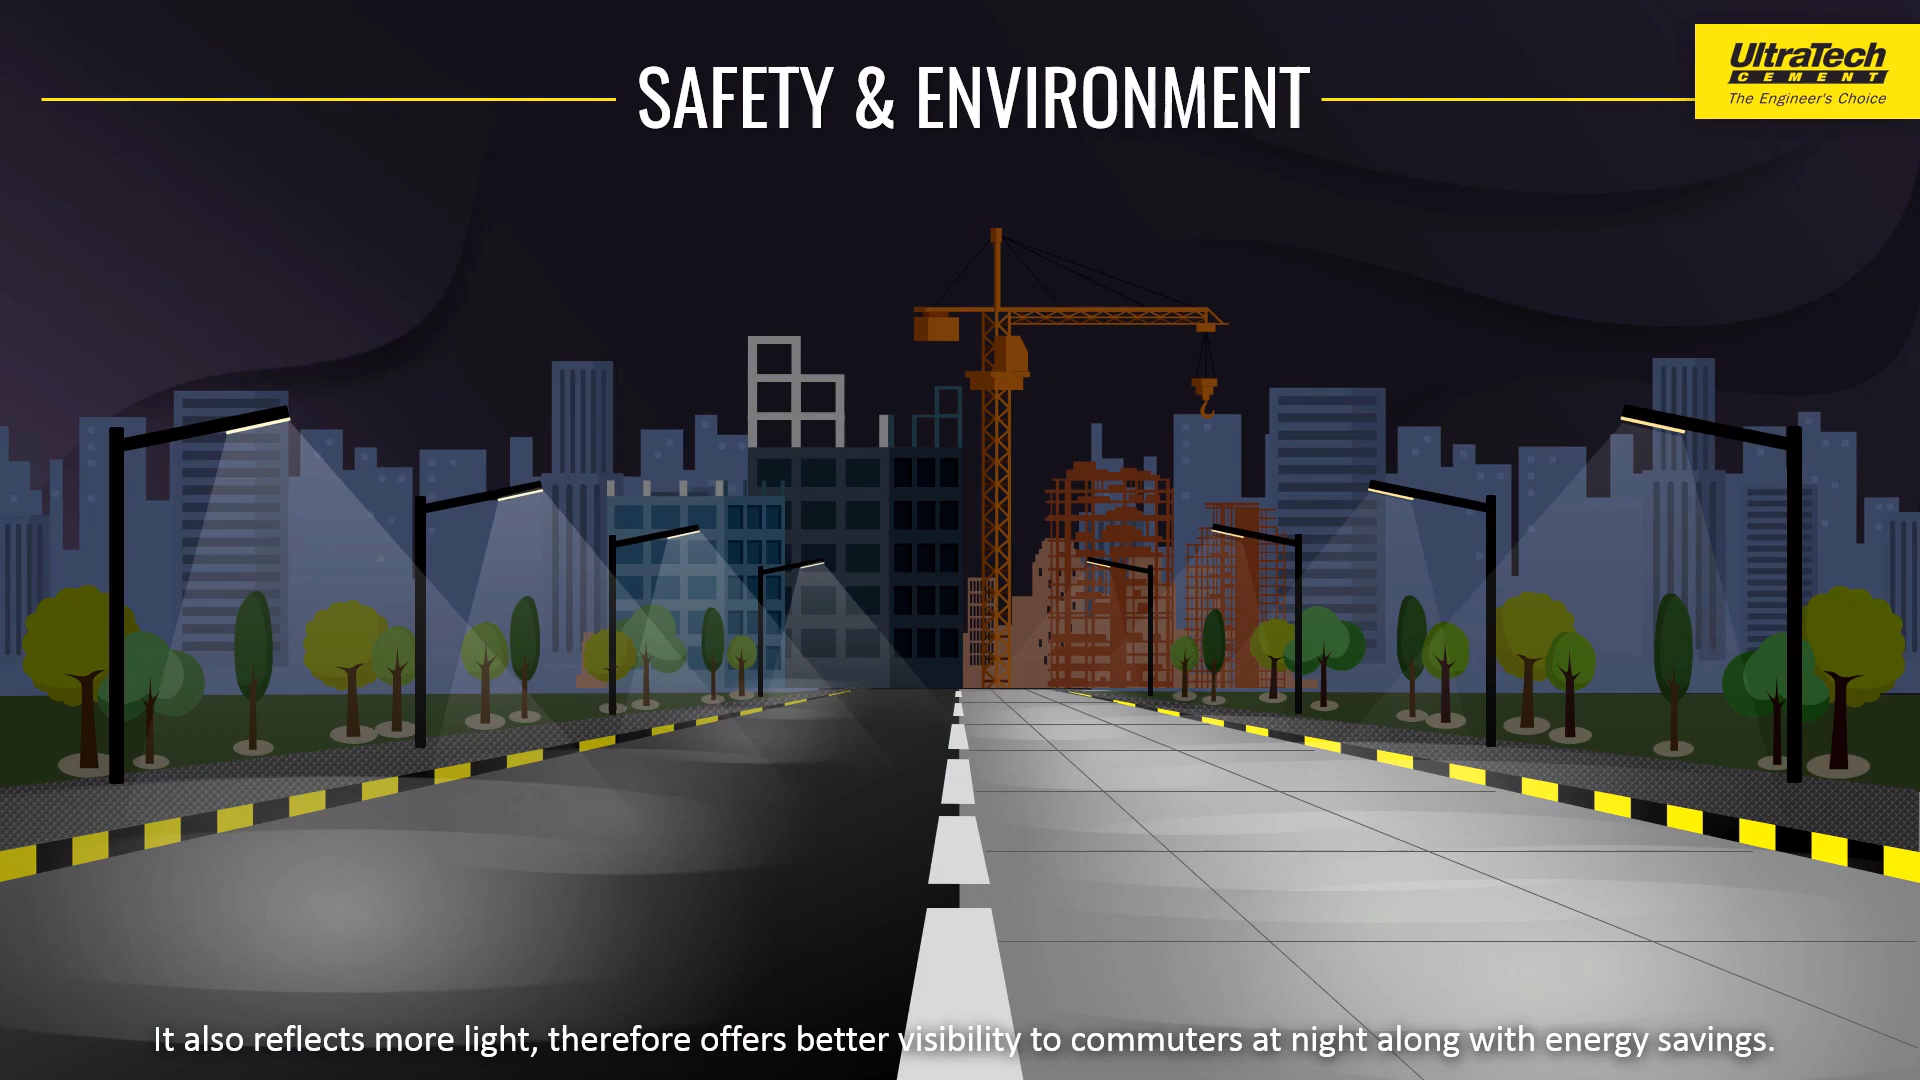 SAFETY & ENVIRONMENT
UltraTech
CEMENT
The Engineer's Choice
It also reflects more light, therefore offers better visibility to commuters at night along with energy savings.